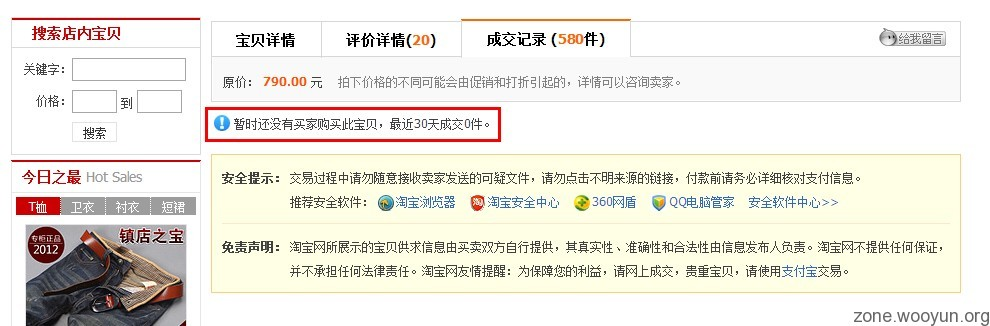 搜索店内宝贝
关键字：
价格： 到
搜索
今日之最 Hot Sales
T恤 卫衣 衬衣 短裙
专柜正品
2012
镇店之宝
宝贝详情 评价详情(20) 成交记录 (580件)
给我留言
原价： 790.00 元 拍下价格的不同可能会由促销和打折引起的，详情可以咨询卖家。
暂时还没有买家购买此宝贝，最近30天成交0件。
安全提示： 交易过程中请勿随意接收卖家发送的可疑文件，请勿点击不明来源的链接，付款前请务必详细核对支付信息。
推荐安全软件： 淘宝浏览器 淘宝安全中心 360网盾 QQ电脑管家 安全软件中心>>
免责声明： 淘宝网所展示的宝贝供求信息由买卖双方自行提供，其真实性、准确性和合法性由信息发布人负责。淘宝网不提供任何保证，
并不承担任何法律责任。淘宝网友情提醒：为保障您的利益，请网上成交，贵重宝贝，请使用支付宝交易。
zone.wooyun.org